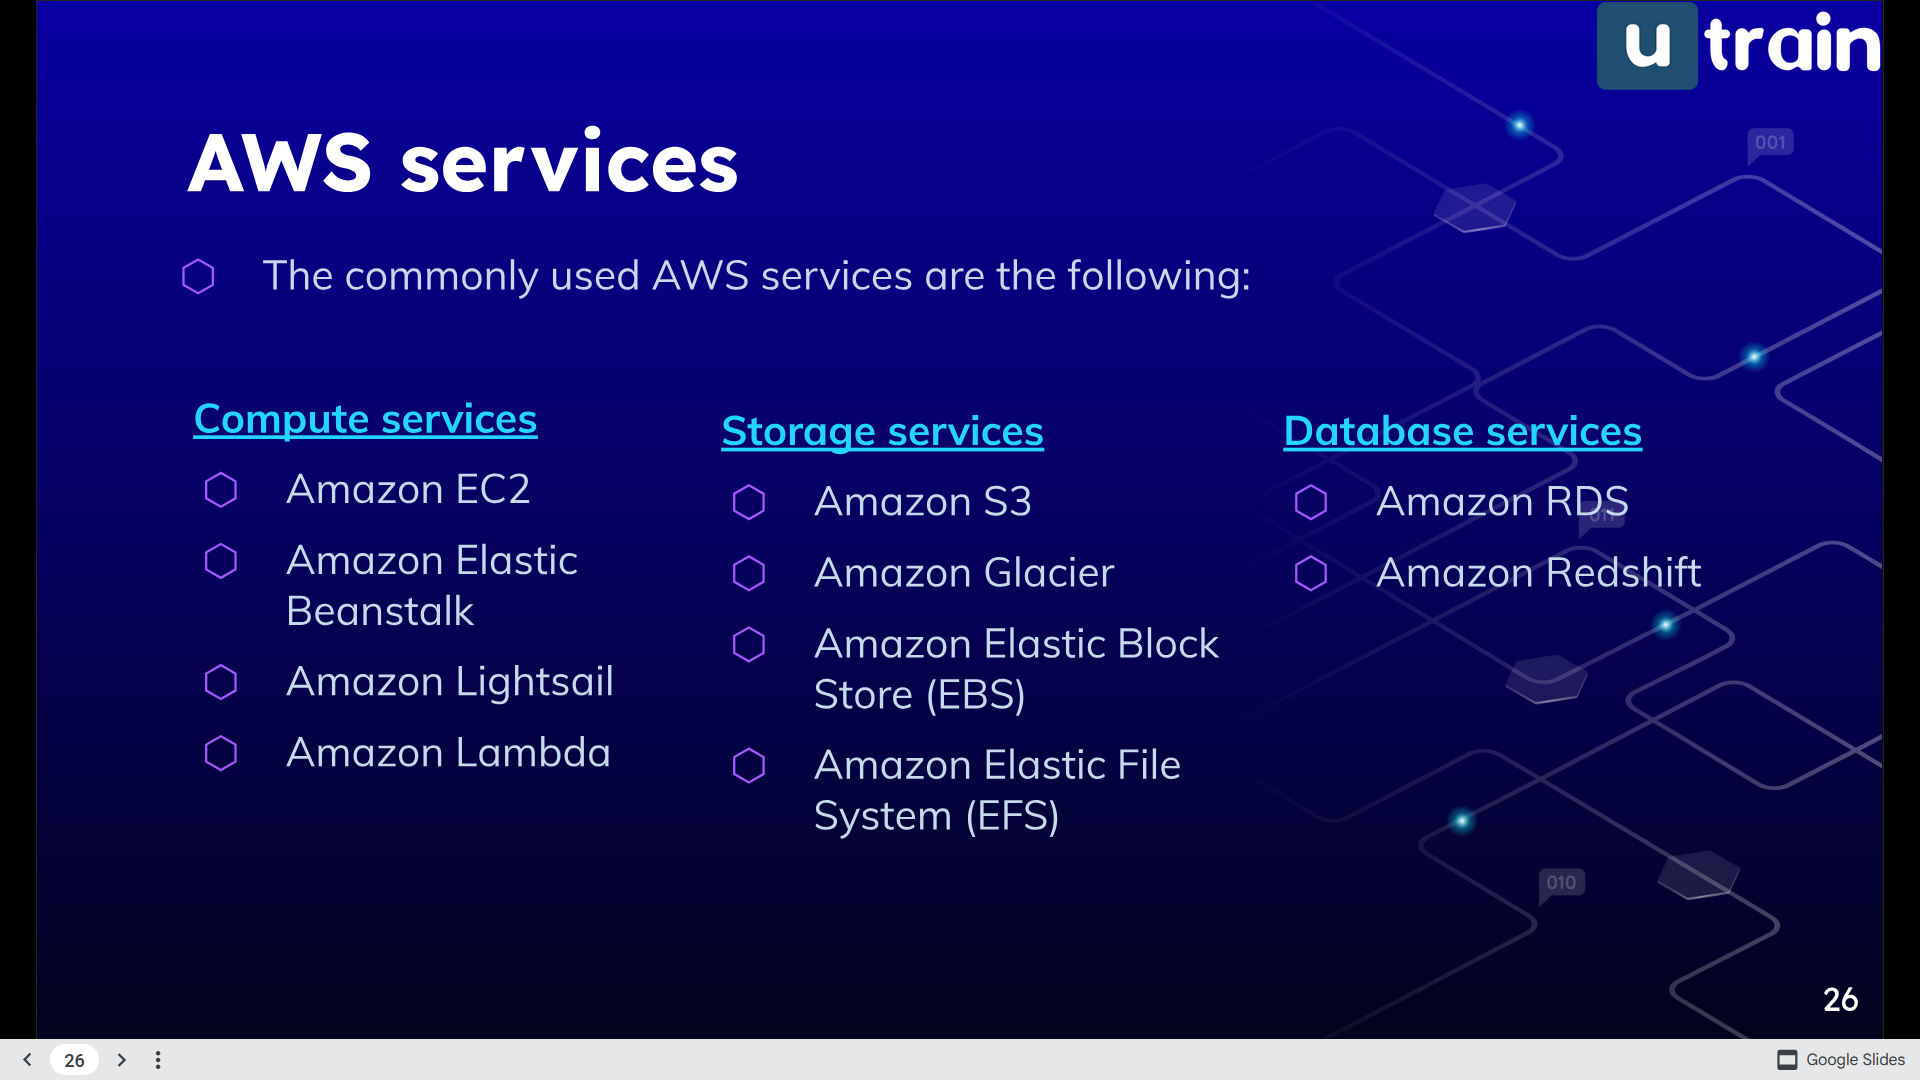 u train
001
AWS services
The commonly used AWS services are the following:
Compute services
Amazon EC2
Amazon Elastic
Beanstalk
Amazon Lightsail
Amazon Lambda
Storage services
Amazon S3
Amazon Glacier
Amazon Elastic Block
Store (EBS)
Amazon Elastic File
System (EFS)
Database services
Amazon RDS
011
Amazon Redshift
010
26
26
Google Slides